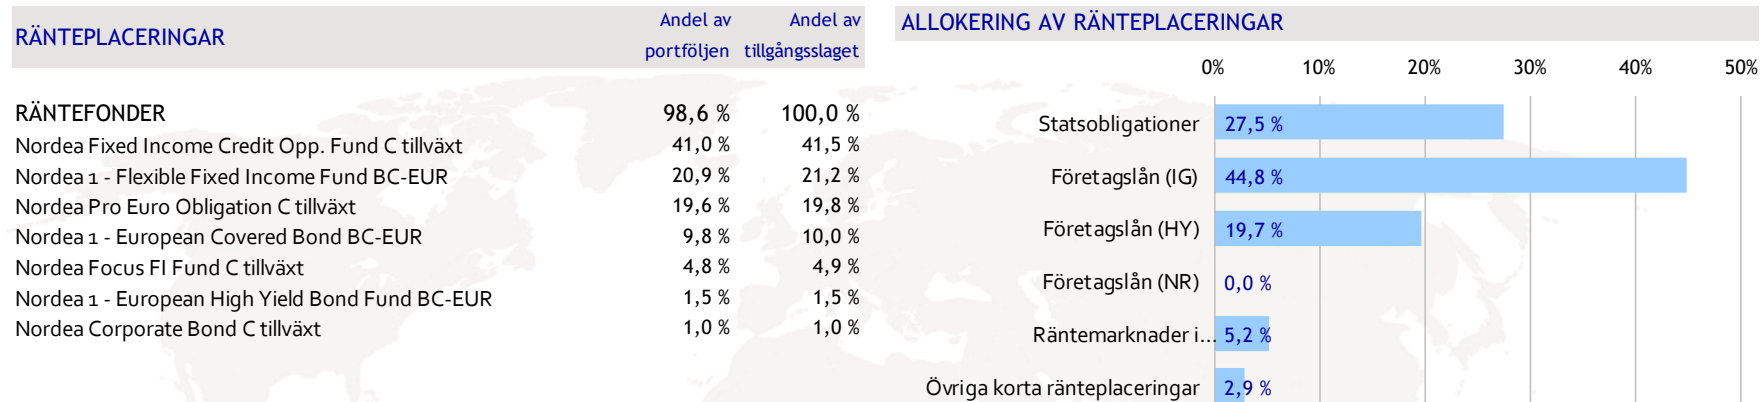 RÄNTEPLACERINGAR
Andel av portföljen
Andel av tillgångsslaget
RÄNTEFONDER 98,6 % 100,0 %
Nordea Fixed Income Credit Opp. Fund C tillväxt 41,0 % 41,5 %
Nordea 1 - Flexible Fixed Income Fund BC-EUR 20,9 % 21,2 %
Nordea Pro Euro Obligation C tillväxt 19,6 % 19,8 %
Nordea 1 - European Covered Bond BC-EUR 9,8 % 10,0 %
Nordea Focus FI Fund C tillväxt 4,8 % 4,9 %
Nordea 1 - European High Yield Bond Fund BC-EUR 1,5 % 1,5 %
Nordea Corporate Bond C tillväxt 1,0 % 1,0 %
ALLOKERING AV RÄNTEPLACERINGAR
0% 10% 20% 30% 40% 50%
Statsobligationer 27,5 %
Företagslån (IG) 44,8 %
Företagslån (HY) 19,7 %
Företagslån (NR) 0,0 %
Räntemarknader i... 5,2 %
Övriga korta ränteplaceringar 2,9 %